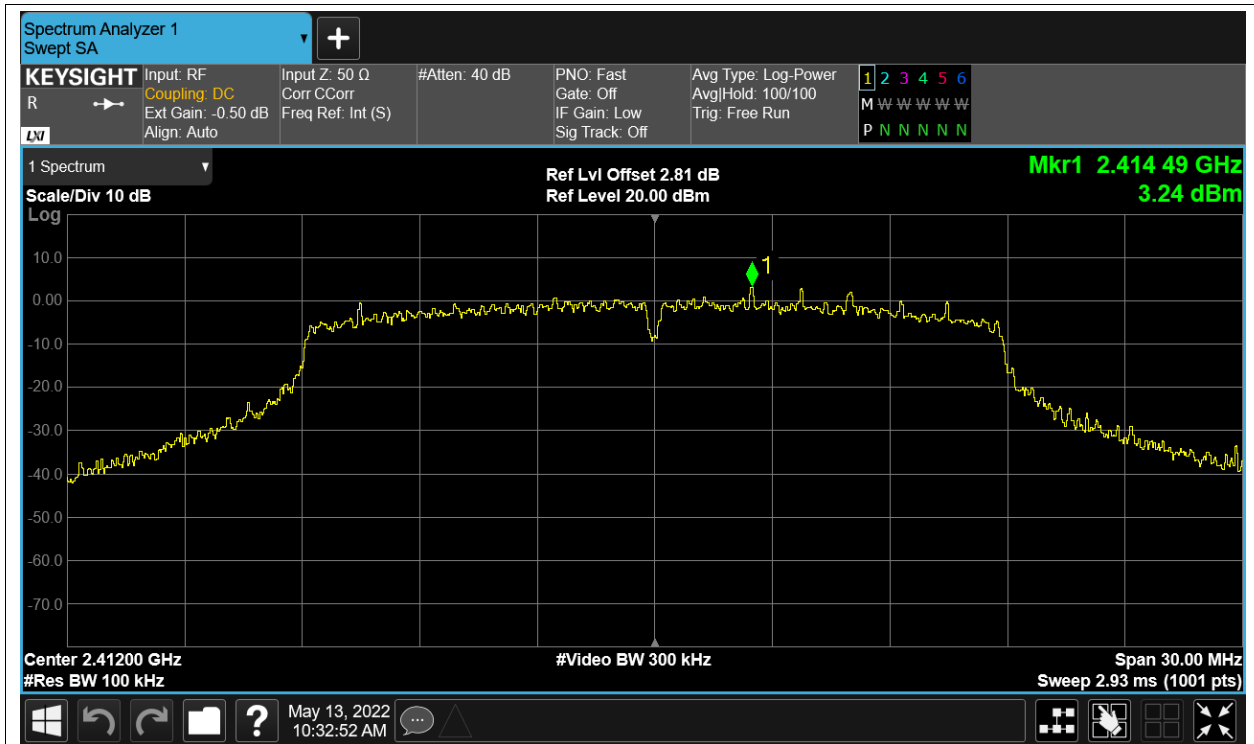 Spectrum Analyzer 1
Swept SA
+
KEYSIGHT
R
LXI
Input: RF
Coupling: DC
Ext Gain: -0.50 dB
Align: Auto
Input Z: 50 Ω
Corr CCorr
Freq Ref: Int (S)
#Atten: 40 dB
PNO: Fast
Gate: Off
IF Gain: Low
Sig Track: Off
Avg Type: Log-Power
Avg|Hold: 100/100
Trig: Free Run
1 2 3 4 5 6
M W W W W W
P N N N N N
1 Spectrum
Scale/Div 10 dB
Log
Ref Lvl Offset 2.81 dB
Ref Level 20.00 dBm
Mkr1 2.414 49 GHz
3.24 dBm
1
10.0
0.00
-10.0
-20.0
-30.0
-40.0
-50.0
-60.0
-70.0
Center 2.41200 GHz
#Res BW 100 kHz
#Video BW 300 kHz
Span 30.00 MHz
Sweep 2.93 ms (1001 pts)
?
May 13, 2022
10:32:52 AM